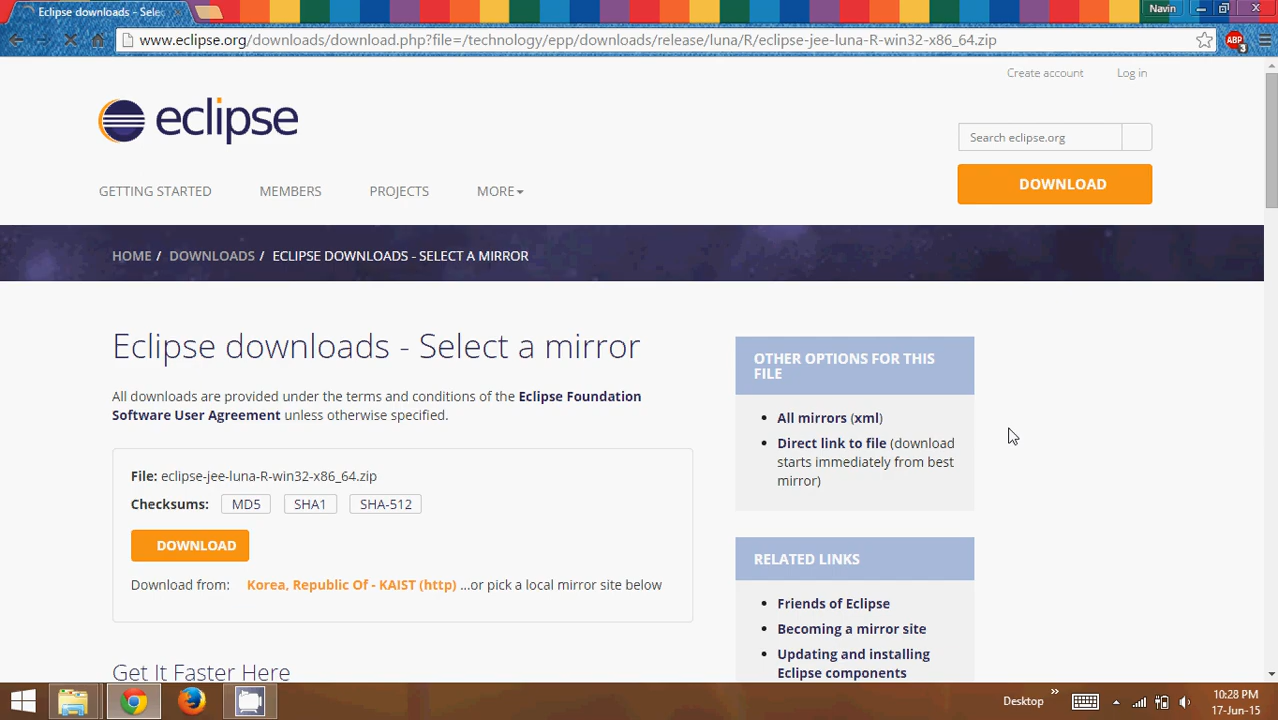 Eclipse downloads - Selec
Navin
www.eclipse.org/downloads/download.php?file=/technology/epp/downloads/release/luna/R/eclipse-jee-luna-R-win32-x86_64.zip
ABP
3
Create account Log in
eclipse
Search eclipse.org
DOWNLOAD
GETTING STARTED MEMBERS PROJECTS MORE
HOME / DOWNLOADS / ECLIPSE DOWNLOADS - SELECT A MIRROR
Eclipse downloads - Select a mirror
All downloads are provided under the terms and conditions of the Eclipse Foundation
Software User Agreement unless otherwise specified.
File: eclipse-jee-luna-R-win32-x86_64.zip
Checksums: MD5 SHA1 SHA-512
DOWNLOAD
Download from: Korea, Republic Of - KAIST (http) ...or pick a local mirror site below
Get It Faster Here
OTHER OPTIONS FOR THIS
FILE
All mirrors (xml)
Direct link to file (download
starts immediately from best
mirror)
RELATED LINKS
Friends of Eclipse
Becoming a mirror site
Updating and installing
Eclipse components
Desktop
10:28 PM
17-Jun-15